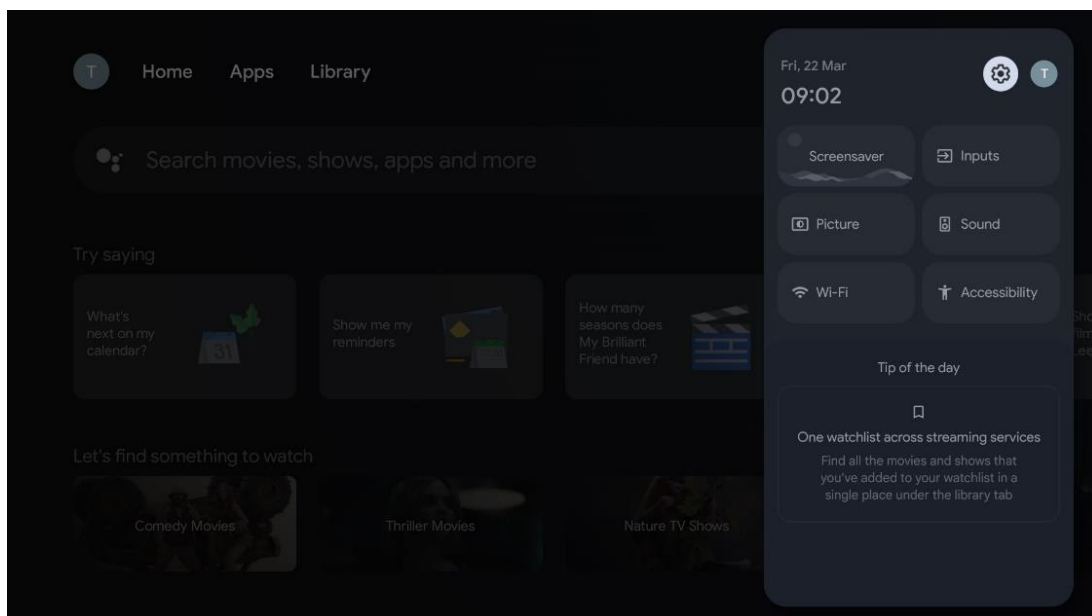 T
Home
Apps
Library
Search movies, shows, apps and more
Try saying
What's
next on my
calendar?
31
Show me my
reminders
How many
seasons does
My Brilliant
Friend have?
Let's find something to watch
Comedy Movies
Thriller Movies
Nature TV Shows
Fri, 22 Mar
09:02
T
Screensaver
Inputs
Picture
Sound
Wi-Fi
Accessibility
Tip of the day
One watchlist across streaming services
Find all the movies and shows that
you've added to your watchlist in a
single place under the library tab